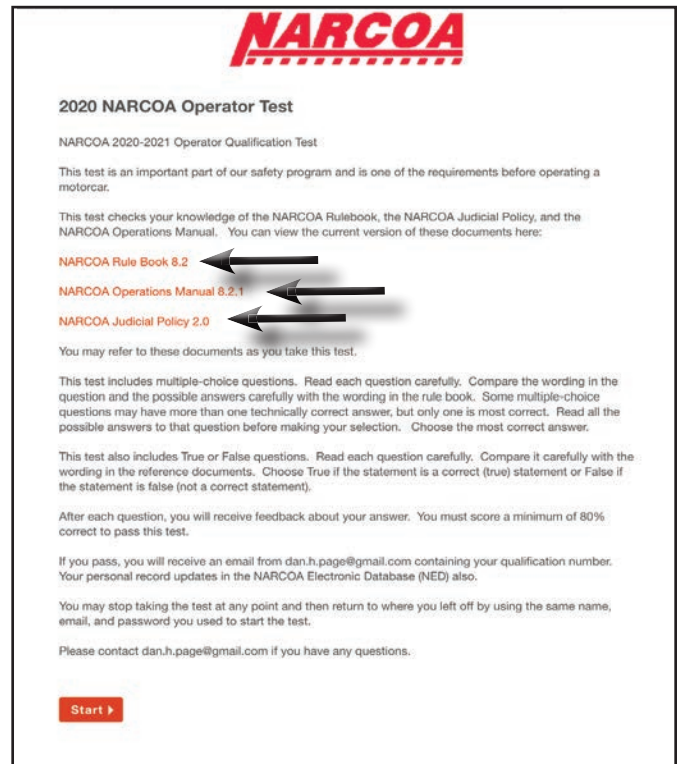 NARCOA
2020 NARCOA Operator Test
NARCOA 2020-2021 Operator Qualification Test
This test is an important part of our safety program and is one of the requirements before operating a
motorcar.
This test checks your knowledge of the NARCOA Rulebook, the NARCOA Judicial Policy, and the
NARCOA Operations Manual. You can view the current version of these documents here:
NARCOA Rule Book 8.2
NARCOA Operations Manual 8.2.1
NARCOA Judicial Policy 2.0
You may refer to these documents as you take this test.
This test includes multiple-choice questions. Read each question carefully. Compare the wording in the
question and the possible answers carefully with the wording in the rule book. Some multiple-choice
questions may have more than one technically correct answer, but only one is most correct. Read all the
possible answers to that question before making your selection. Choose the most correct answer.
This test also includes True or False questions. Read each question carefully. Compare it carefully with the
wording in the reference documents. Choose True if the statement is a correct (true) statement or False if
the statement is false (not a correct statement).
After each question, you will receive feedback about your answer. You must score a minimum of 80%
correct to pass this test.
If you pass, you will receive an email from dan.h.page@gmail.com containing your qualification number.
Your personal record updates in the NARCOA Electronic Database (NED) also.
You may stop taking the test at any point and then return to where you left off by using the same name,
email, and password you used to start the test.
Please contact dan.h.page@gmail.com if you have any questions.
Start